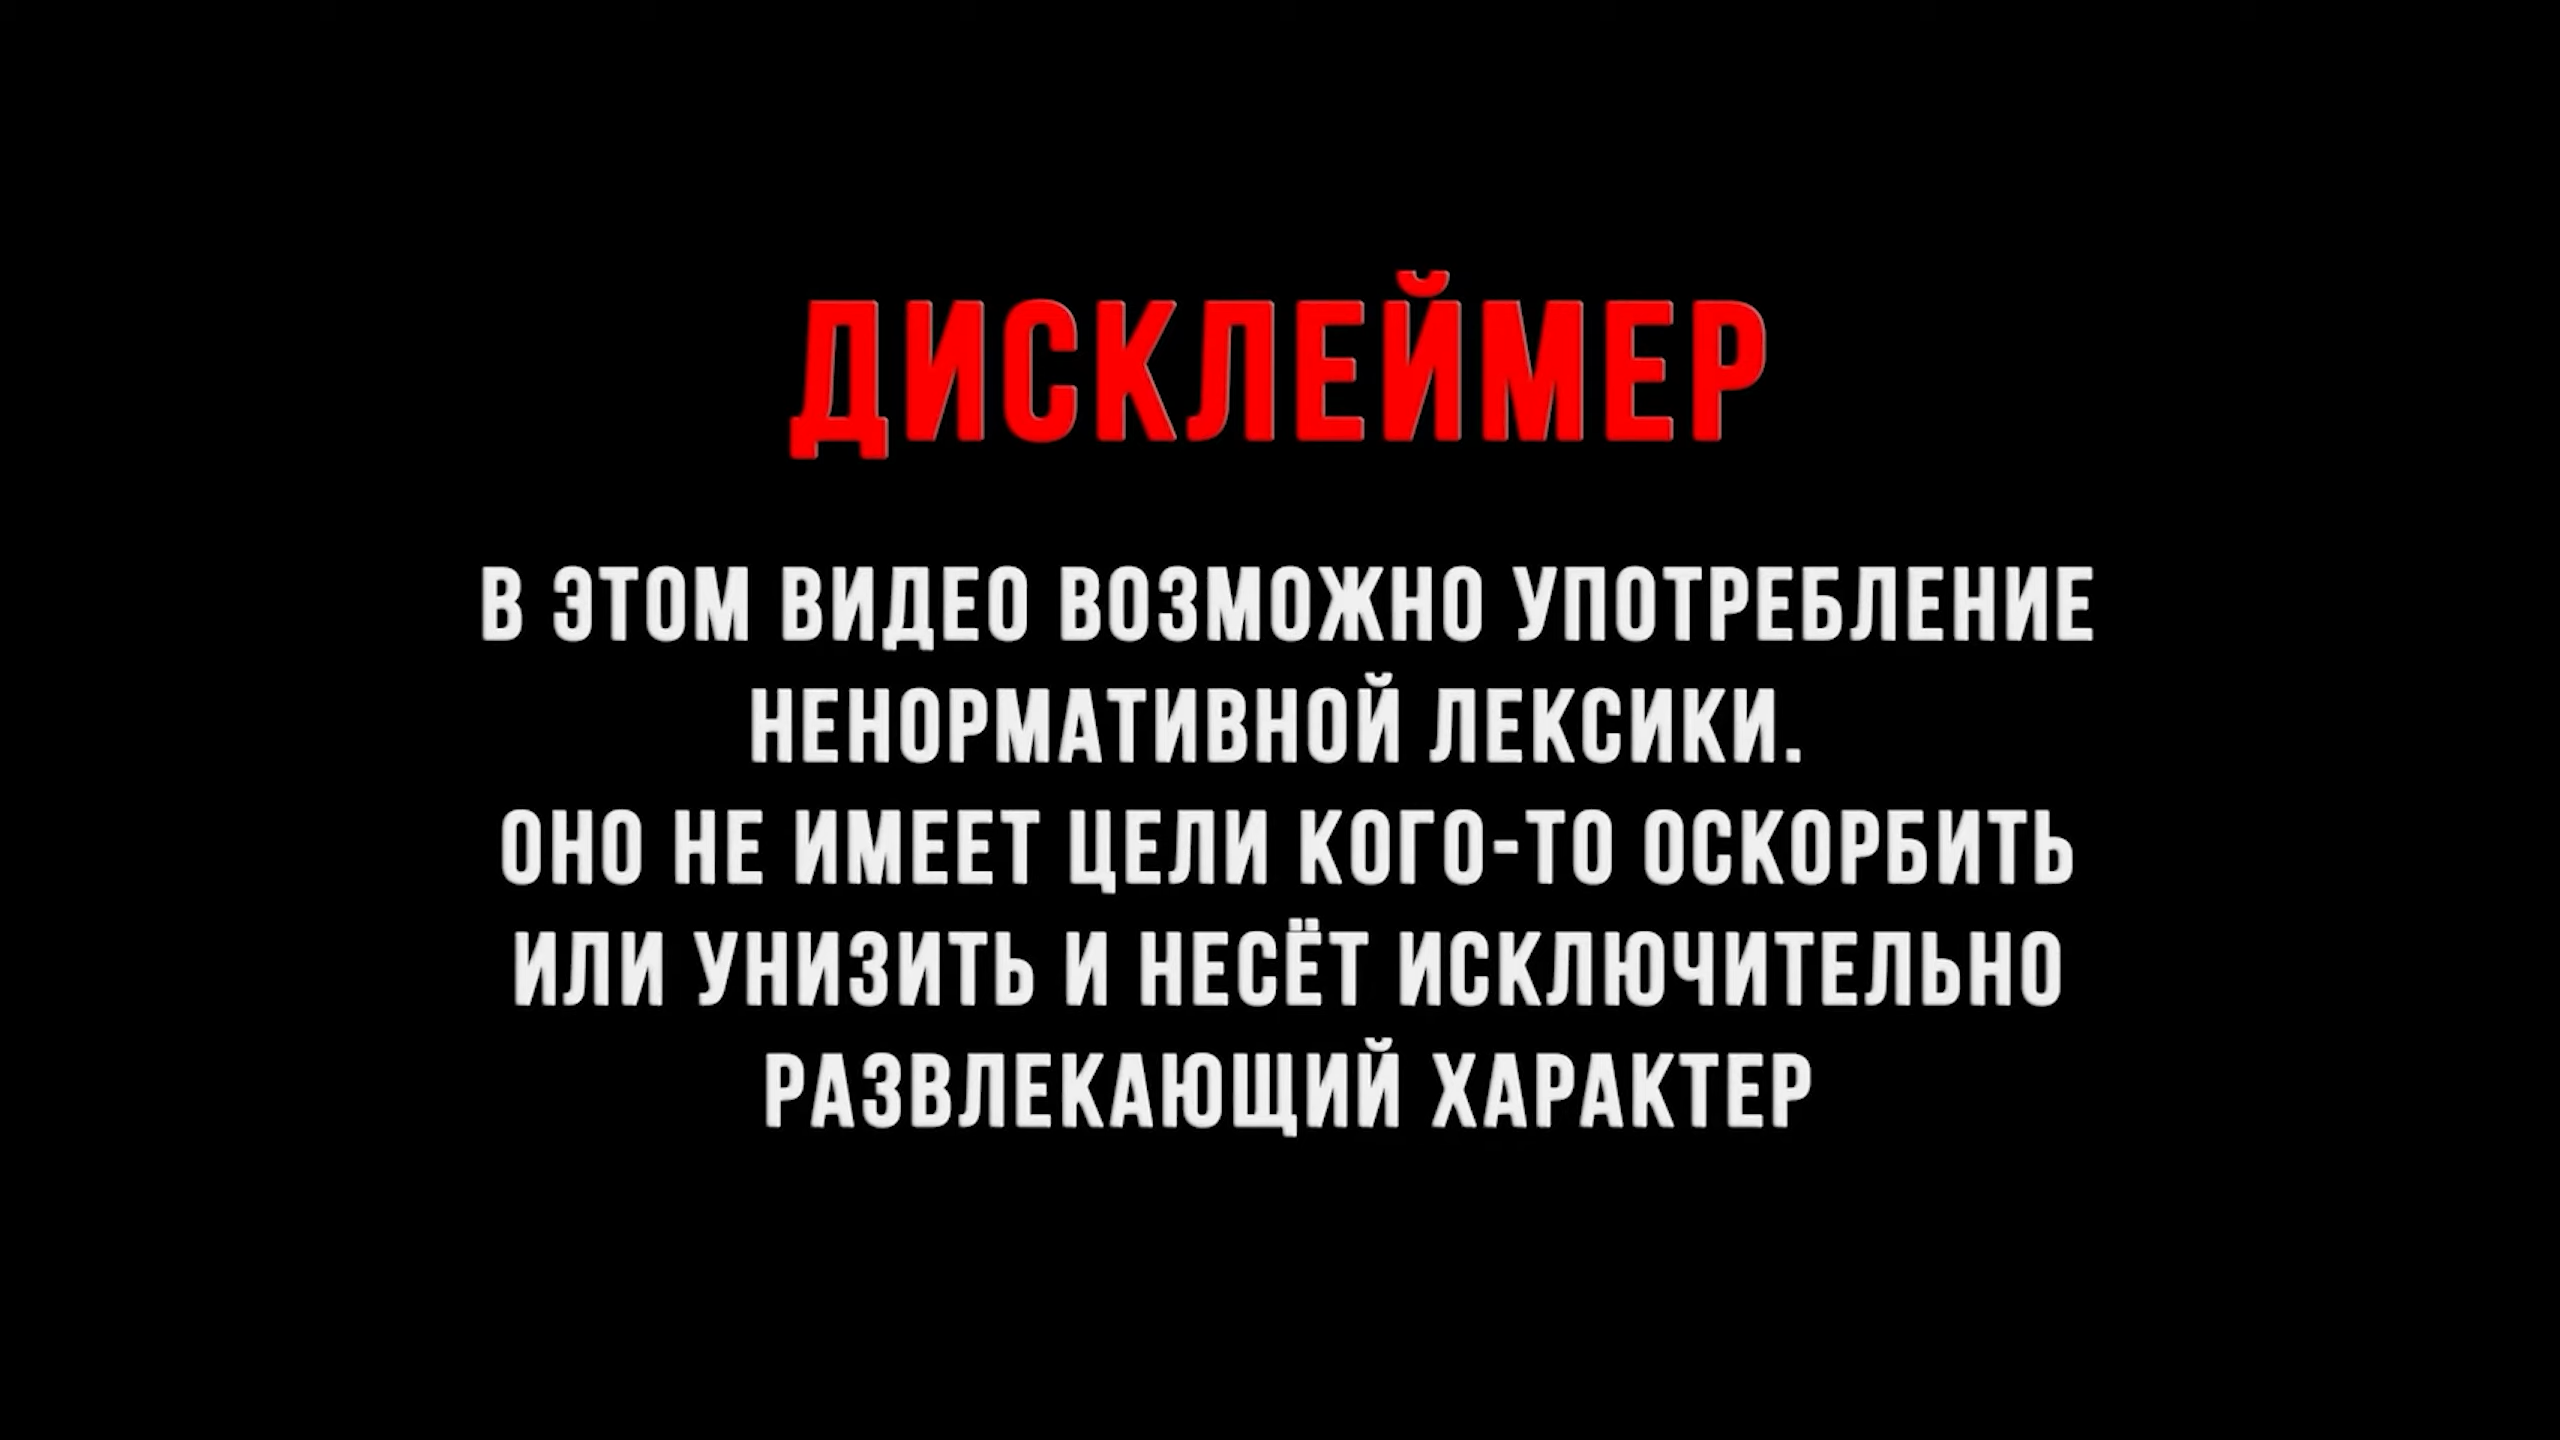 ДИСКЛЕЙМЕР
В ЭТОМ ВИДЕО ВОЗМОЖНО УПОТРЕБЛЕНИЕ
НЕНОРМАТИВНОЙ ЛЕКСИКИ.
ОНО НЕ ИМЕЕТ ЦЕЛИ КОГО-ТО ОСКОРБИТЬ
ИЛИ УНИЗИТЬ И НЕСЁТ ИСКЛЮЧИТЕЛЬНО
РАЗВЛЕКАЮЩИЙ ХАРАКТЕР